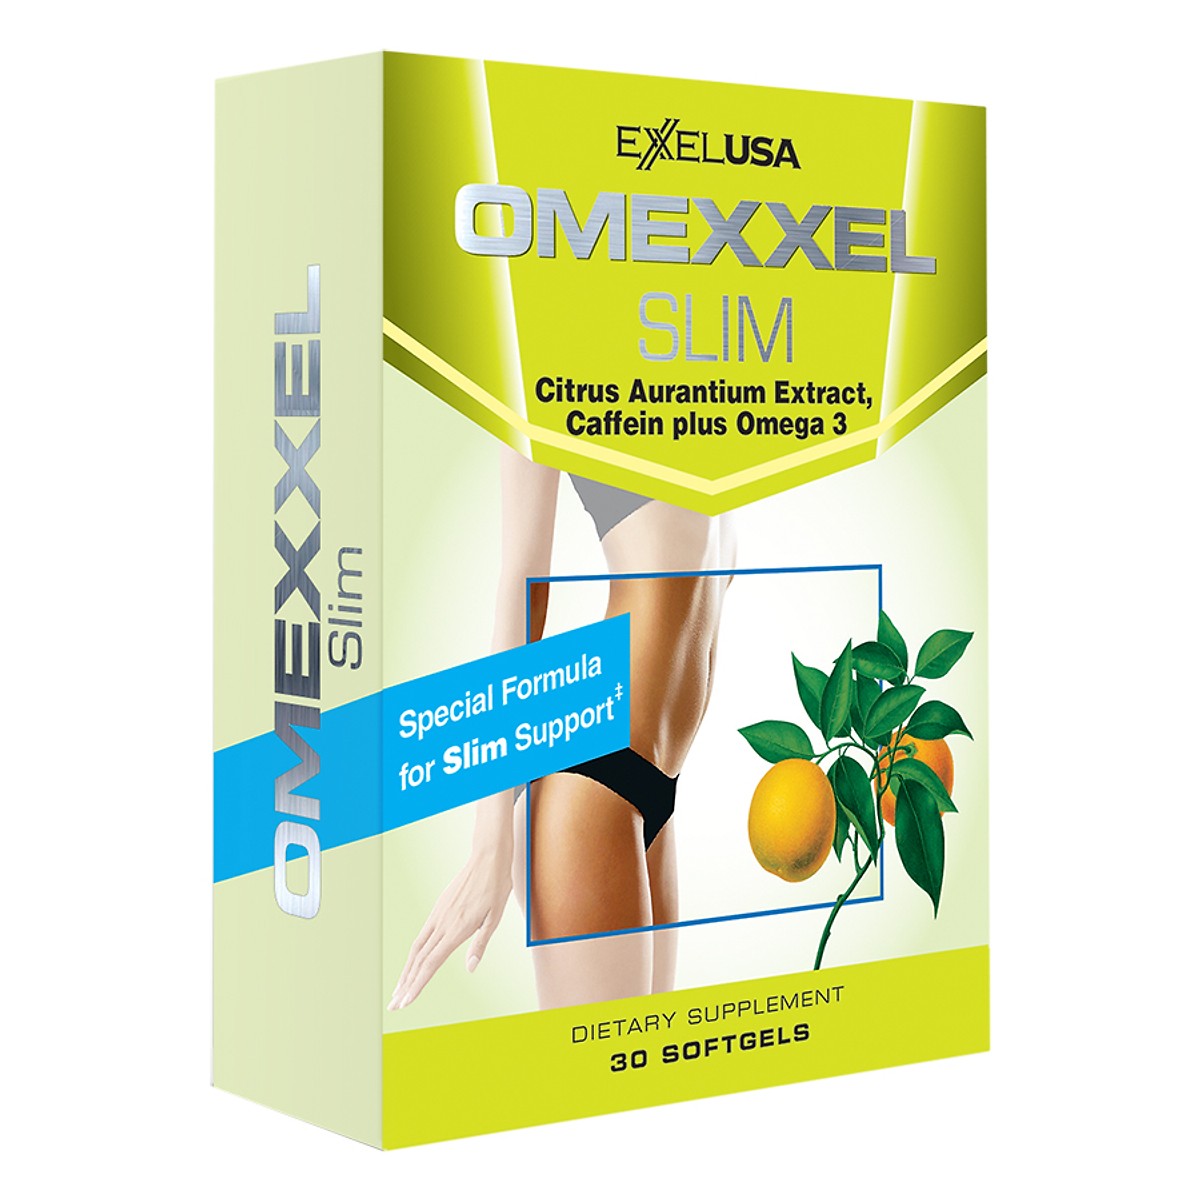 EXXELUSA
OMEXXEL
SLIM
Citrus Aurantium Extract,
Caffein plus Omega 3
Special Formula
for Slim Support‡
DIETARY SUPPLEMENT
30 SOFTGELS
OMEXXEL
Slim